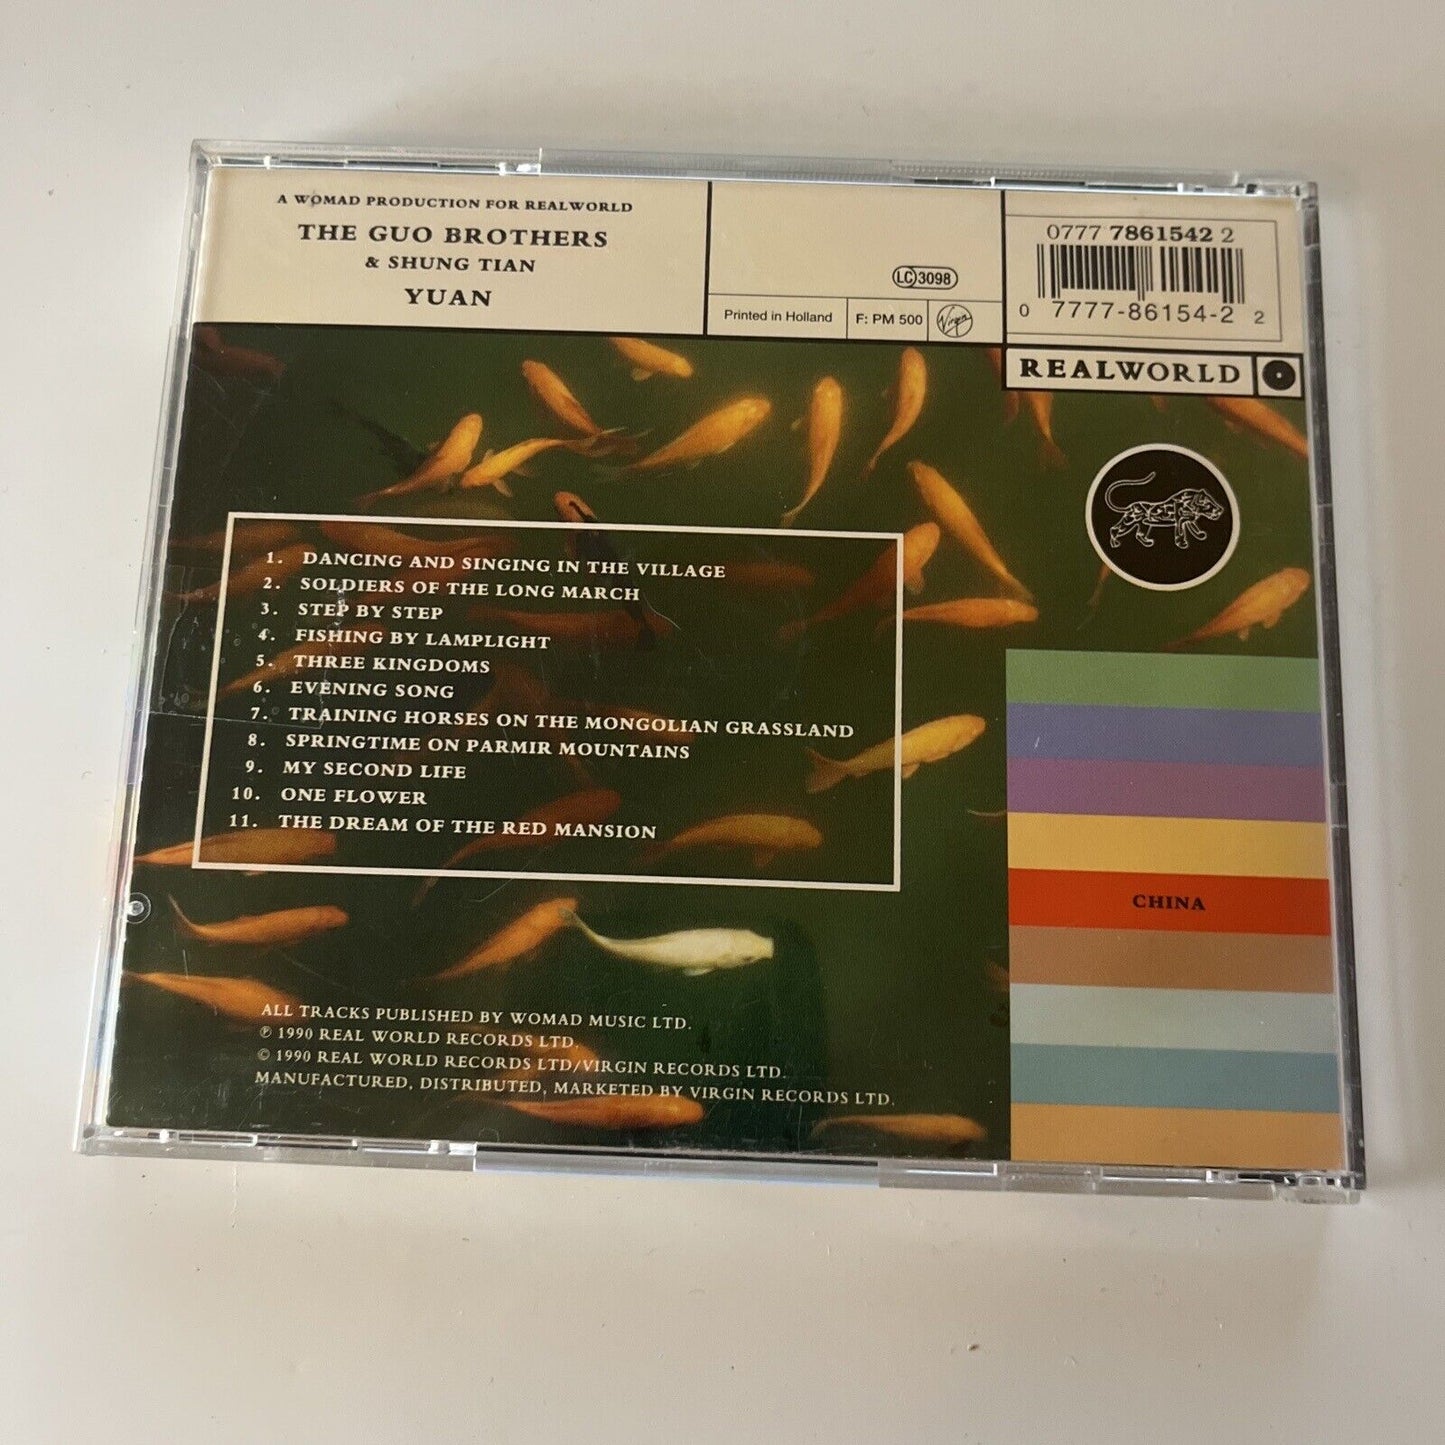 A WOMAD PRODUCTION FOR REALWORLD
THE GUO BROTHERS
& SHUNG TIAN
YUAN
LC 3098
Printed in Holland
F: PM 500
Virgin
0777 7861542 2
0 7777-86154-2 2
REALWORLD
1. DANCING AND SINGING IN THE VILLAGE
2. SOLDIERS OF THE LONG MARCH
3. STEP BY STEP
4. FISHING BY LAMPLIGHT
5. THREE KINGDOMS
6. EVENING SONG
7. TRAINING HORSES ON THE MONGOLIAN GRASSLAND
8. SPRINGTIME ON PARMIR MOUNTAINS
9. MY SECOND LIFE
10. ONE FLOWER
11. THE DREAM OF THE RED MANSION
CHINA
ALL TRACKS PUBLISHED BY WOMAD MUSIC LTD.
℗ 1990 REAL WORLD RECORDS LTD.
© 1990 REAL WORLD RECORDS LTD/VIRGIN RECORDS LTD.
MANUFACTURED, DISTRIBUTED, MARKETED BY VIRGIN RECORDS LTD.